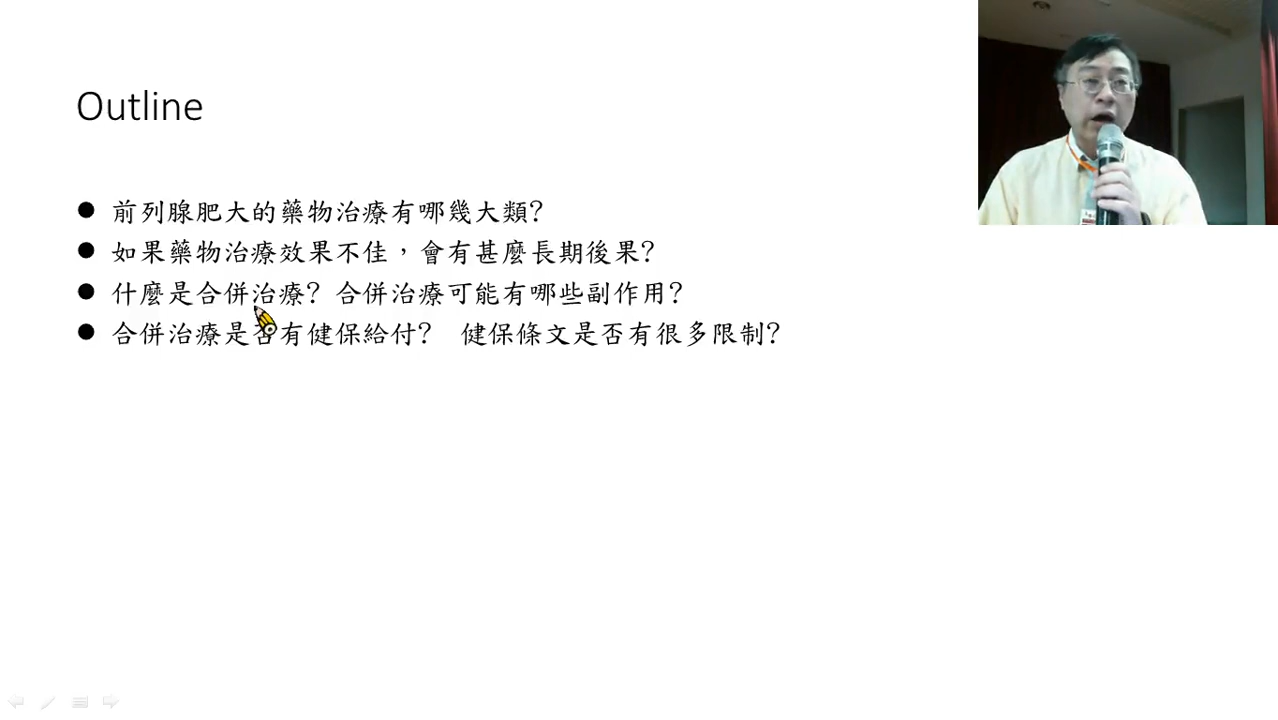 Outline
前列腺肥大的藥物治療有哪幾大類?
如果藥物治療效果不佳，會有甚麼長期後果?
什麼是合併治療? 合併治療可能有哪些副作用?
合併治療是否有健保給付? 健保條文是否有很多限制?